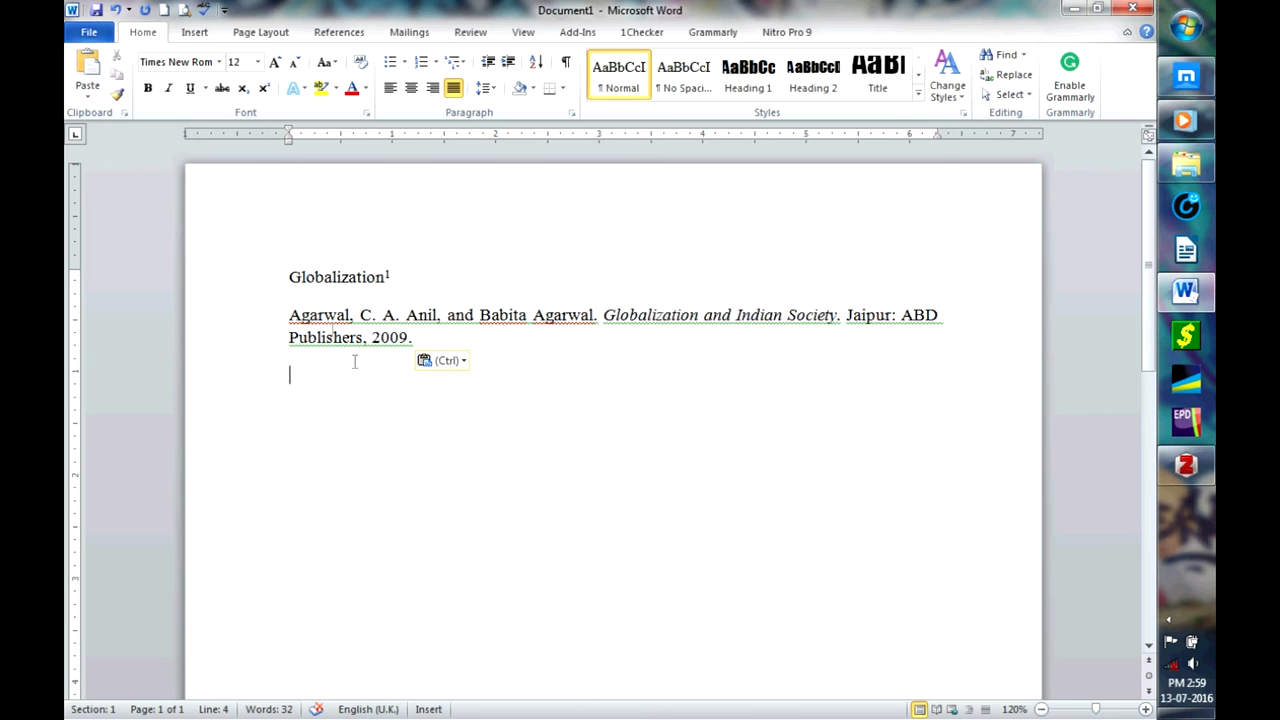 Document1 - Microsoft Word
File Home Insert Page Layout References Mailings Review View Add-Ins 1Checker Grammarly Nitro Pro 9
Paste
Clipboard
Times New Rom 12
Font
Paragraph
AaBbCcI AaBbCcI AaBbCc AaBbCc AaBl
¶ Normal ¶ No Spaci... Heading 1 Heading 2 Title
Change Styles
Styles
Find
Replace
Select
Editing
Enable Grammarly
Grammarly
Globalization¹
Agarwal, C. A. Anil, and Babita Agarwal. Globalization and Indian Society. Jaipur: ABD
Publishers, 2009.
(Ctrl)
Section: 1 Page: 1 of 1 Line: 4 Words: 32 English (U.K.) Insert 120%
EPD
PM 2:59
13-07-2016